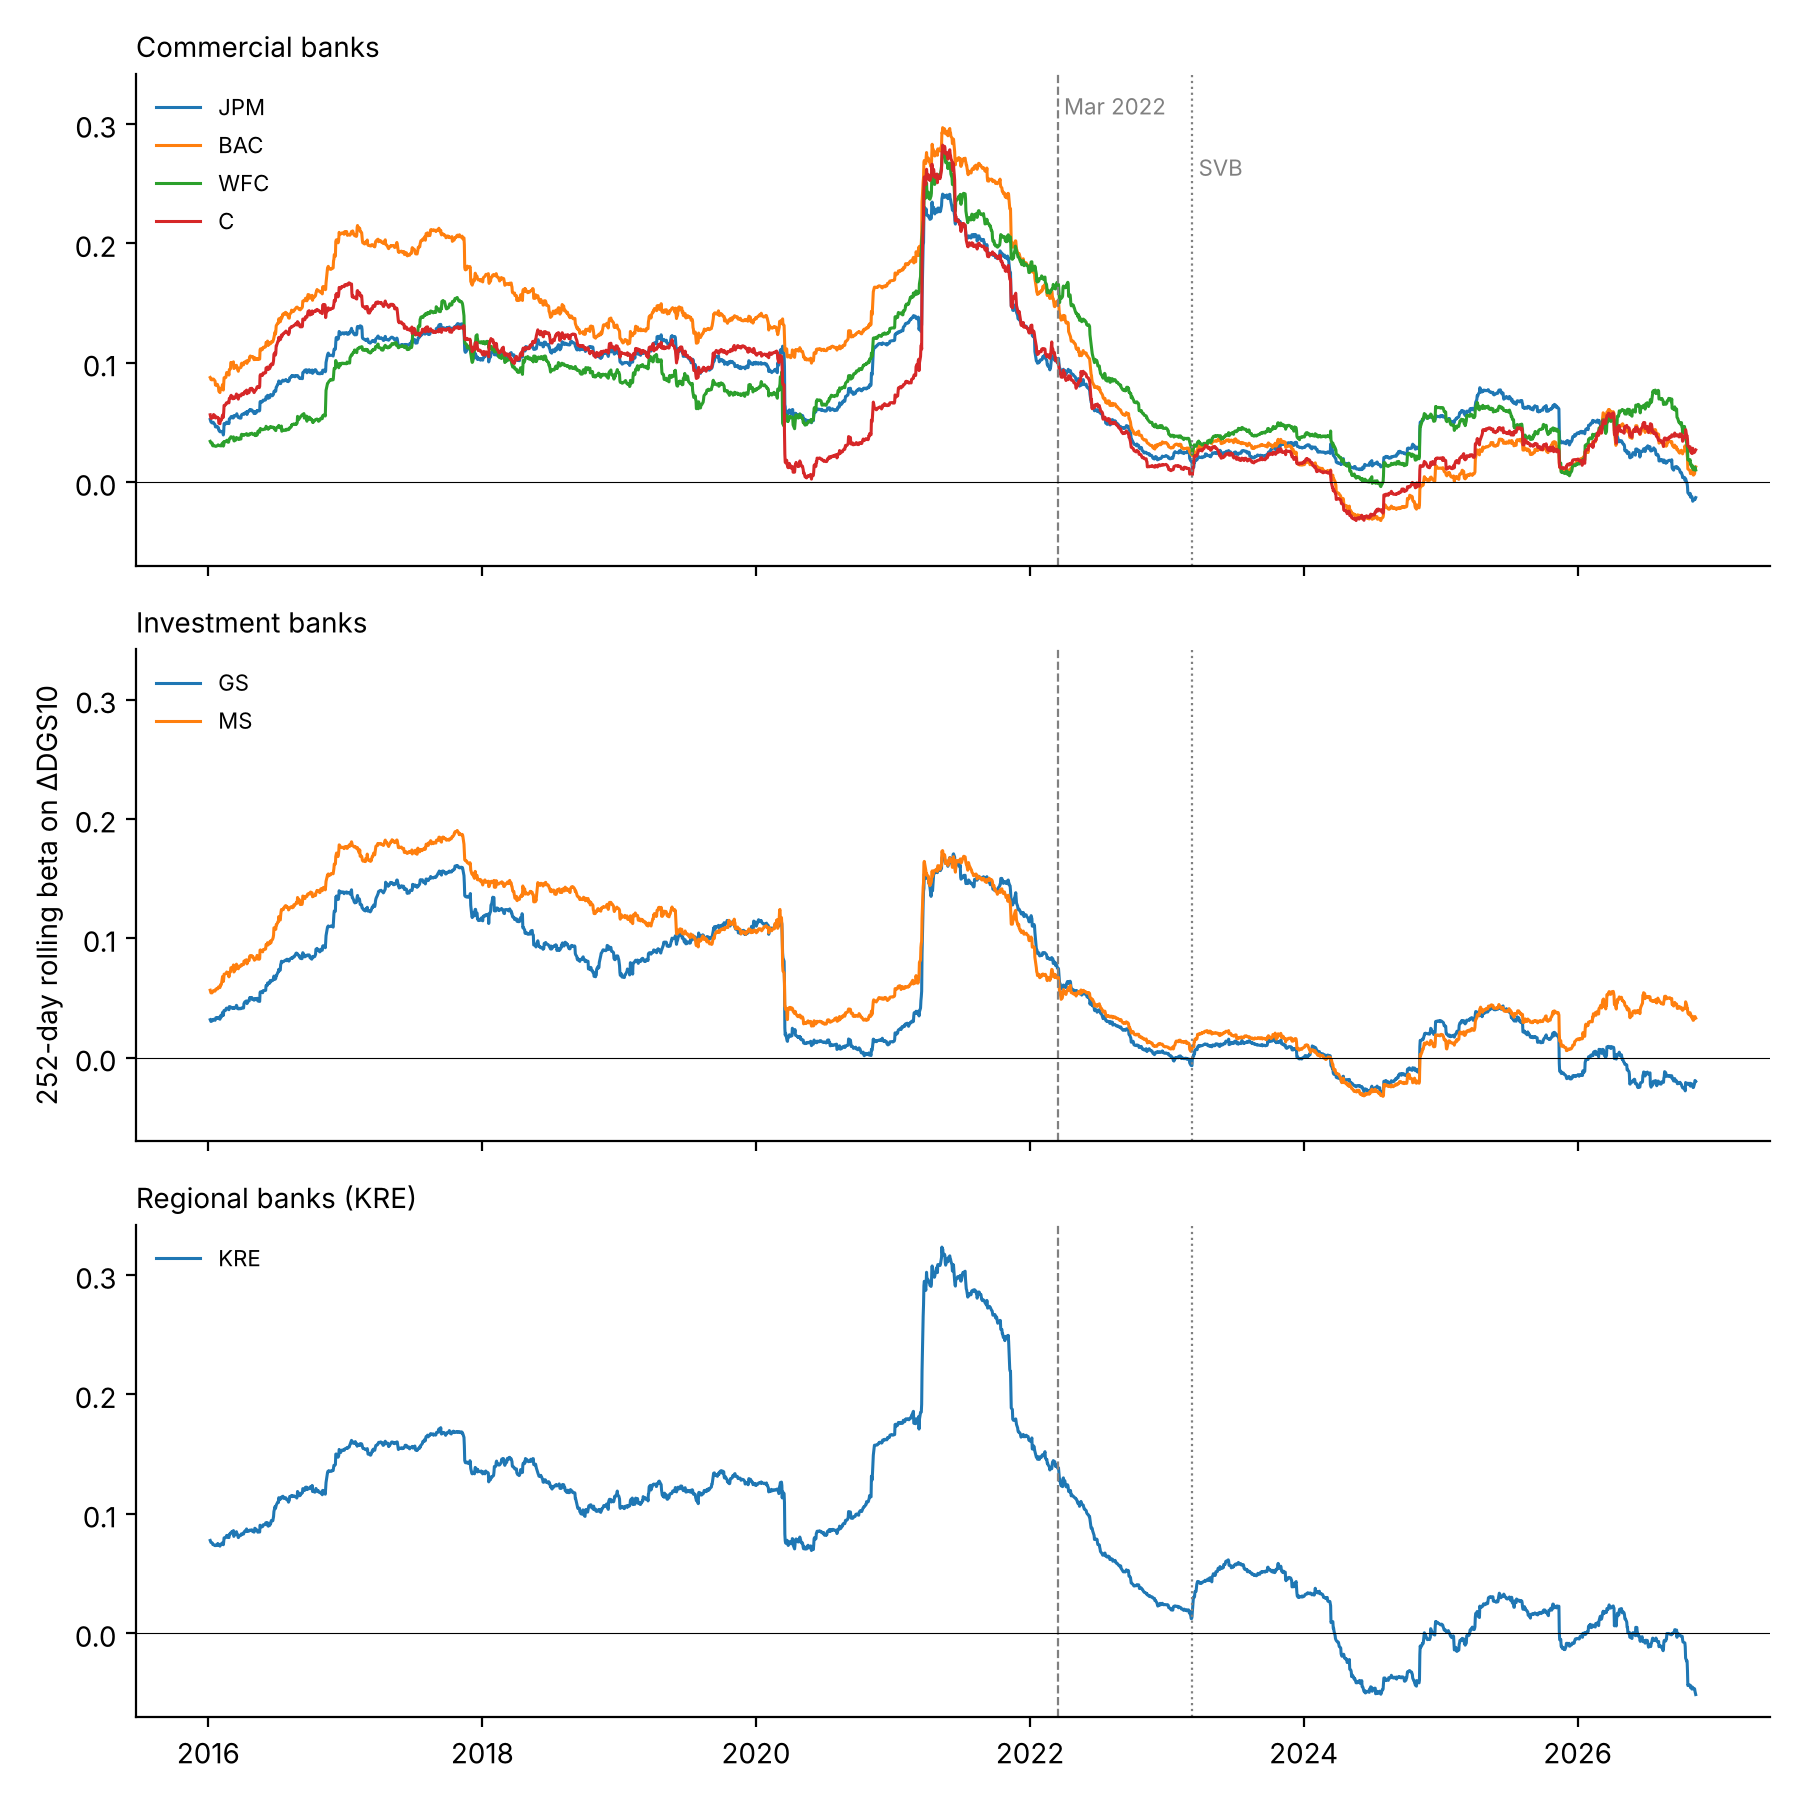 Commercial banks
JPM
BAC
WFC
C
Mar 2022
SVB
0.3
0.2
0.1
0.0
Investment banks
GS
MS
252-day rolling beta on ΔDGS10
0.3
0.2
0.1
0.0
Regional banks (KRE)
KRE
0.3
0.2
0.1
0.0
2016 2018 2020 2022 2024 2026